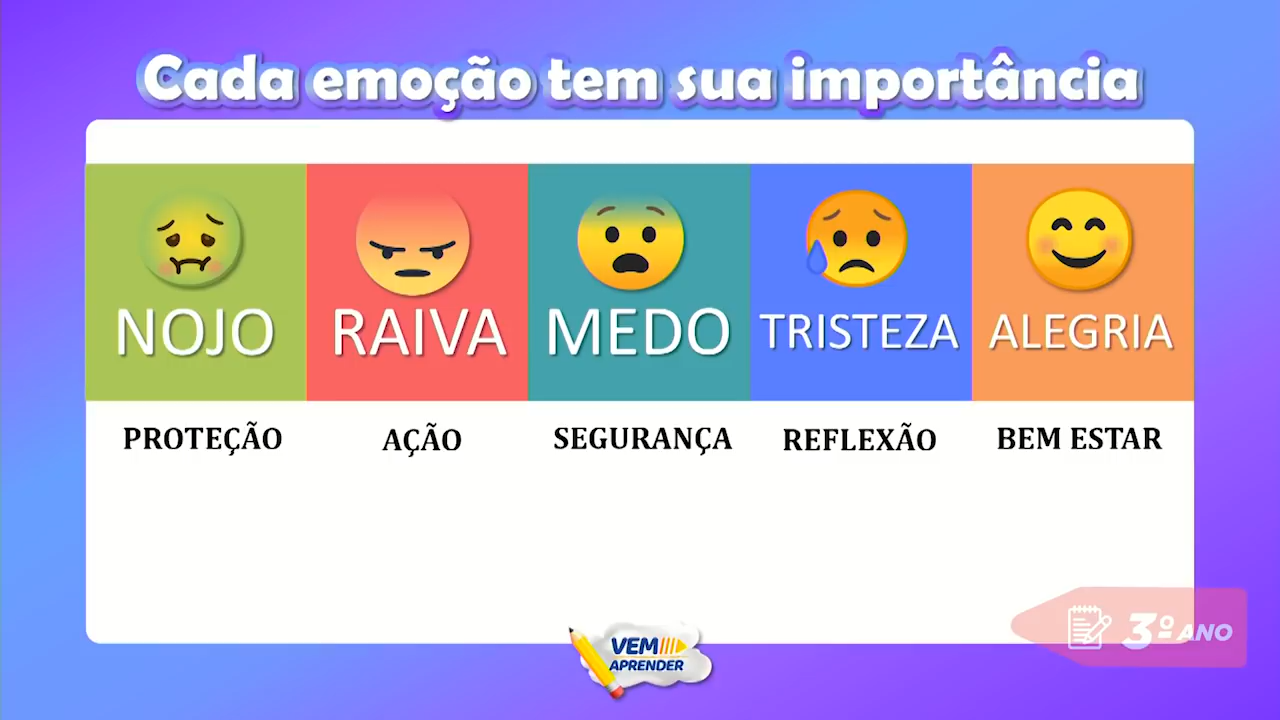 Cada emoção tem sua importância
NOJO RAIVA MEDO TRISTEZA ALEGRIA
PROTEÇÃO AÇÃO SEGURANÇA REFLEXÃO BEM ESTAR
3º ANO
VEM
APRENDER